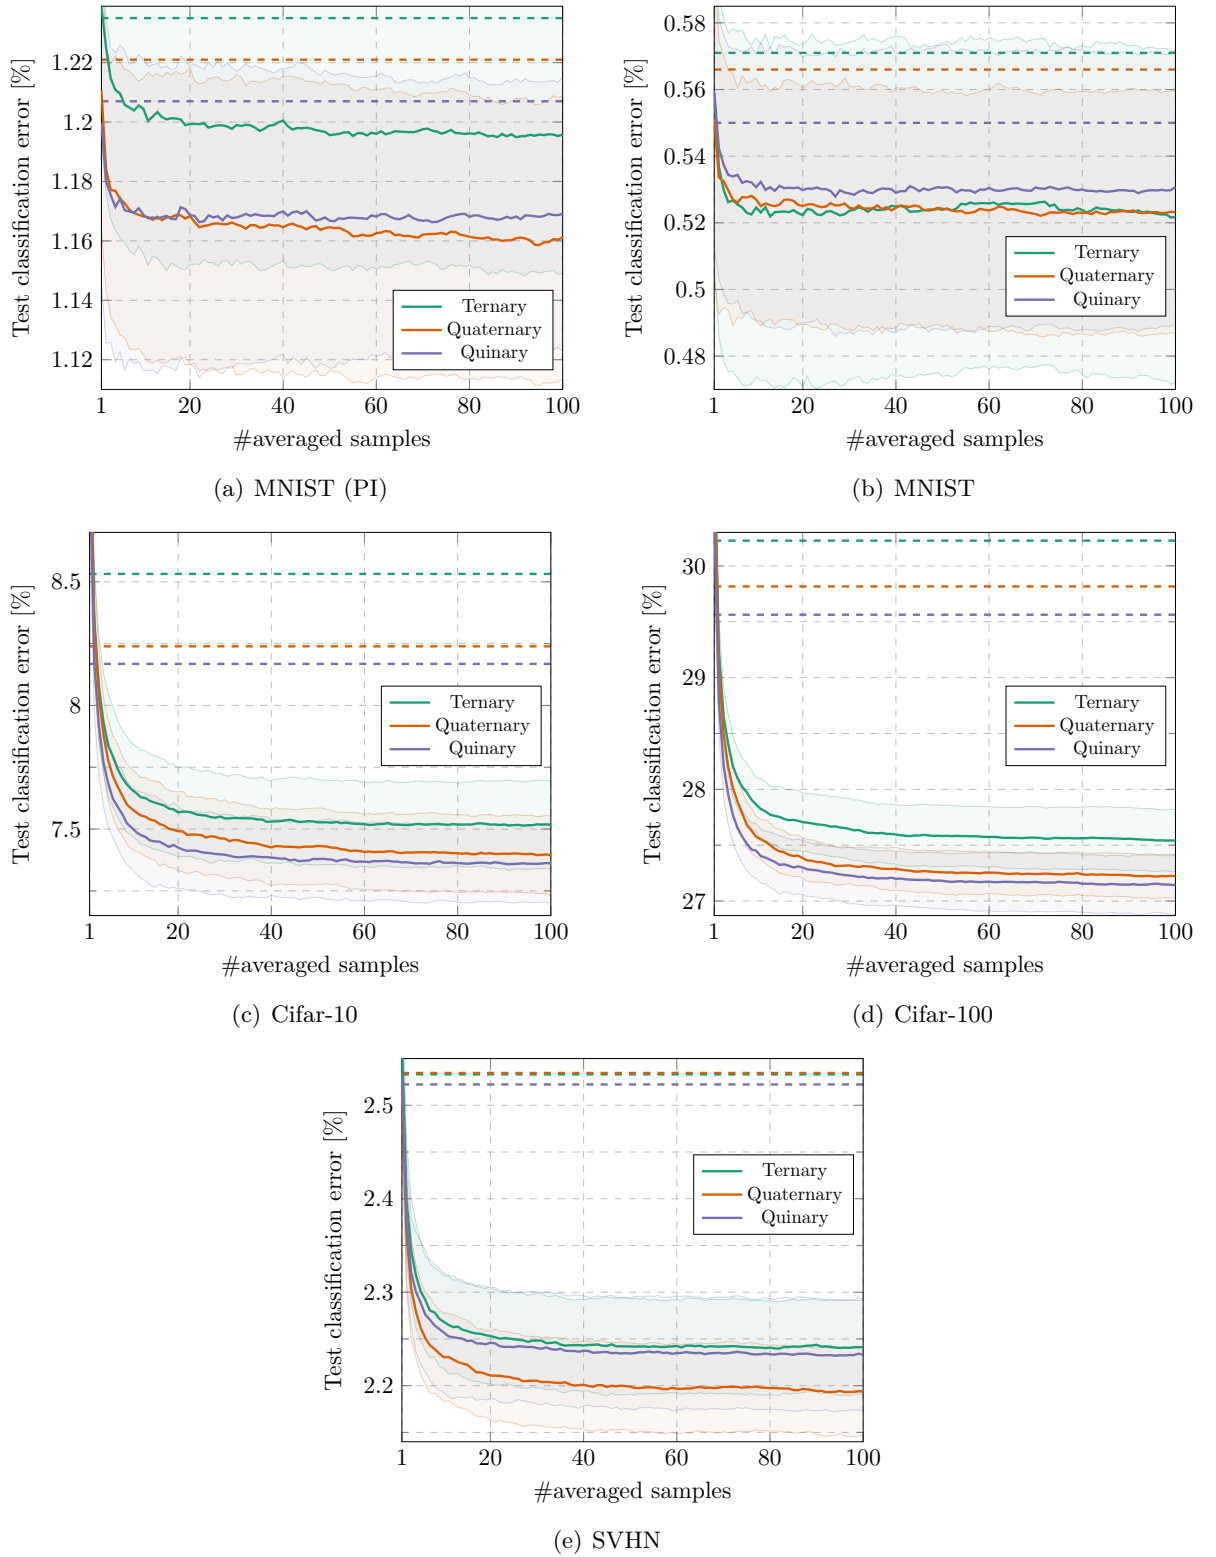 Test classification error [%]
1.22
1.2
1.18
1.16
1.14
1.12
Ternary
Quaternary
Quinary
1 20 40 60 80 100
#averaged samples
(a) MNIST (PI)
Test classification error [%]
0.58
0.56
0.54
0.52
0.5
0.48
Ternary
Quaternary
Quinary
1 20 40 60 80 100
#averaged samples
(b) MNIST
Test classification error [%]
8.5
8
7.5
Ternary
Quaternary
Quinary
1 20 40 60 80 100
#averaged samples
(c) Cifar-10
Test classification error [%]
30
29
28
27
Ternary
Quaternary
Quinary
1 20 40 60 80 100
#averaged samples
(d) Cifar-100
Test classification error [%]
2.5
2.4
2.3
2.2
Ternary
Quaternary
Quinary
1 20 40 60 80 100
#averaged samples
(e) SVHN